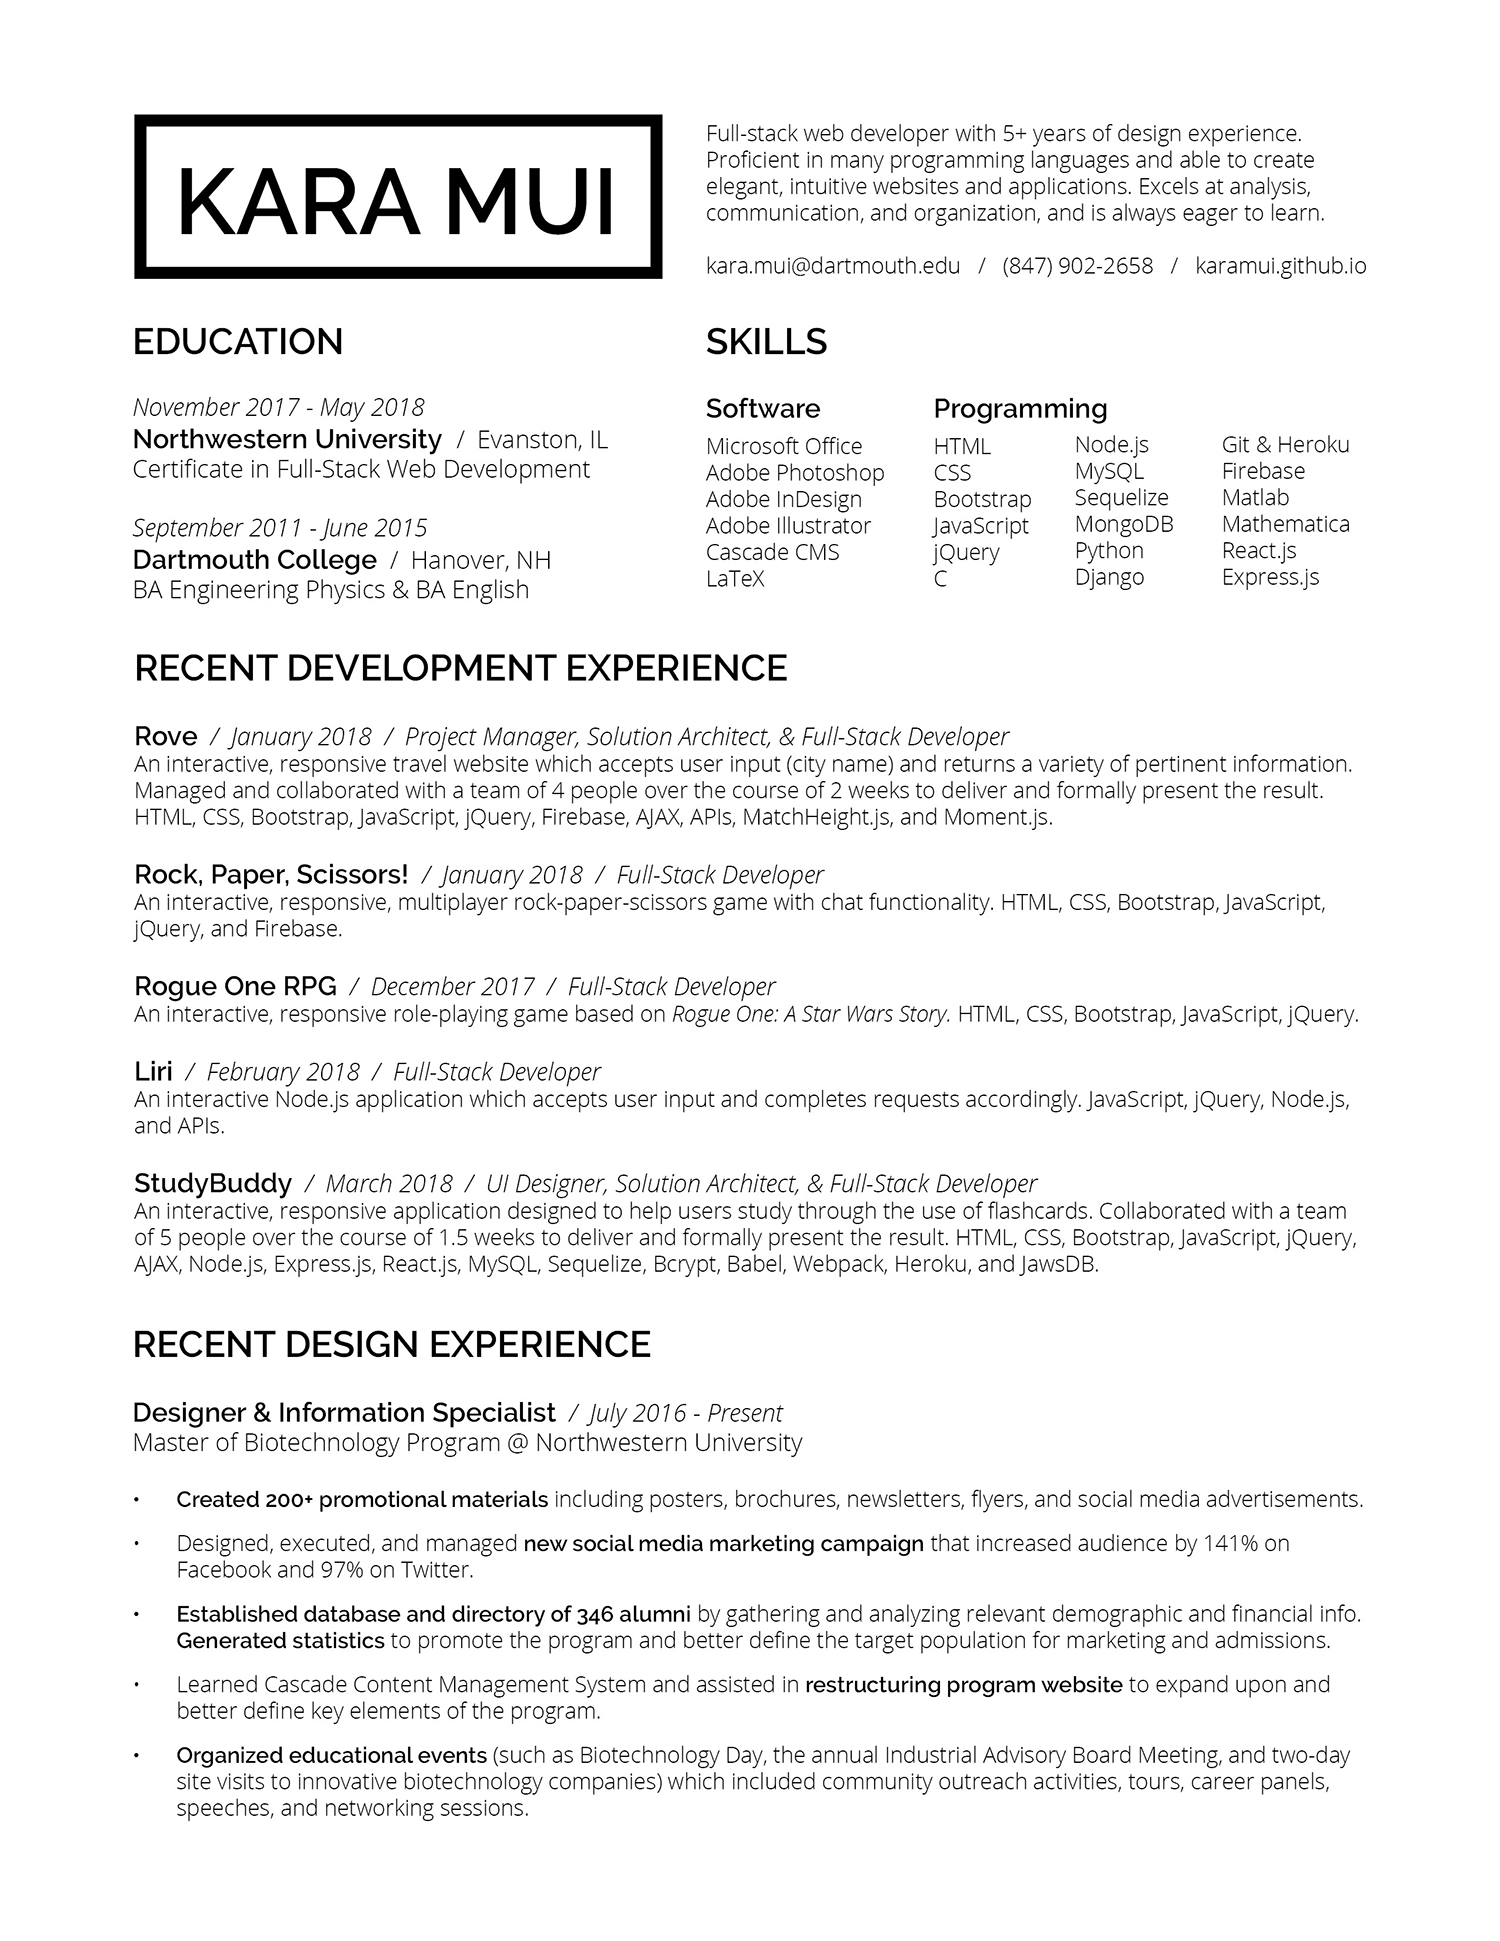 KARA MUI
Full-stack web developer with 5+ years of design experience.
Proficient in many programming languages and able to create
elegant, intuitive websites and applications. Excels at analysis,
communication, and organization, and is always eager to learn.
kara.mui@dartmouth.edu / (847) 902-2658 / karamui.github.io
EDUCATION
November 2017 - May 2018
Northwestern University / Evanston, IL
Certificate in Full-Stack Web Development
September 2011 - June 2015
Dartmouth College / Hanover, NH
BA Engineering Physics & BA English
SKILLS
Software
Microsoft Office
Adobe Photoshop
Adobe InDesign
Adobe Illustrator
Cascade CMS
LaTeX
Programming
HTML
CSS
Bootstrap
JavaScript
jQuery
C
Node.js
MySQL
Sequelize
MongoDB
Python
Django
Git & Heroku
Firebase
Matlab
Mathematica
React.js
Express.js
RECENT DEVELOPMENT EXPERIENCE
Rove / January 2018 / Project Manager, Solution Architect, & Full-Stack Developer
An interactive, responsive travel website which accepts user input (city name) and returns a variety of pertinent information.
Managed and collaborated with a team of 4 people over the course of 2 weeks to deliver and formally present the result.
HTML, CSS, Bootstrap, JavaScript, jQuery, Firebase, AJAX, APIs, MatchHeight.js, and Moment.js.
Rock, Paper, Scissors! / January 2018 / Full-Stack Developer
An interactive, responsive, multiplayer rock-paper-scissors game with chat functionality. HTML, CSS, Bootstrap, JavaScript,
jQuery, and Firebase.
Rogue One RPG / December 2017 / Full-Stack Developer
An interactive, responsive role-playing game based on Rogue One: A Star Wars Story. HTML, CSS, Bootstrap, JavaScript, jQuery.
Liri / February 2018 / Full-Stack Developer
An interactive Node.js application which accepts user input and completes requests accordingly. JavaScript, jQuery, Node.js,
and APIs.
StudyBuddy / March 2018 / UI Designer, Solution Architect, & Full-Stack Developer
An interactive, responsive application designed to help users study through the use of flashcards. Collaborated with a team
of 5 people over the course of 1.5 weeks to deliver and formally present the result. HTML, CSS, Bootstrap, JavaScript, jQuery,
AJAX, Node.js, Express.js, React.js, MySQL, Sequelize, Bcrypt, Babel, Webpack, Heroku, and JawsDB.
RECENT DESIGN EXPERIENCE
Designer & Information Specialist / July 2016 - Present
Master of Biotechnology Program @ Northwestern University
• Created 200+ promotional materials including posters, brochures, newsletters, flyers, and social media advertisements.
• Designed, executed, and managed new social media marketing campaign that increased audience by 141% on
Facebook and 97% on Twitter.
• Established database and directory of 346 alumni by gathering and analyzing relevant demographic and financial info.
Generated statistics to promote the program and better define the target population for marketing and admissions.
• Learned Cascade Content Management System and assisted in restructuring program website to expand upon and
better define key elements of the program.
• Organized educational events (such as Biotechnology Day, the annual Industrial Advisory Board Meeting, and two-day
site visits to innovative biotechnology companies) which included community outreach activities, tours, career panels,
speeches, and networking sessions.